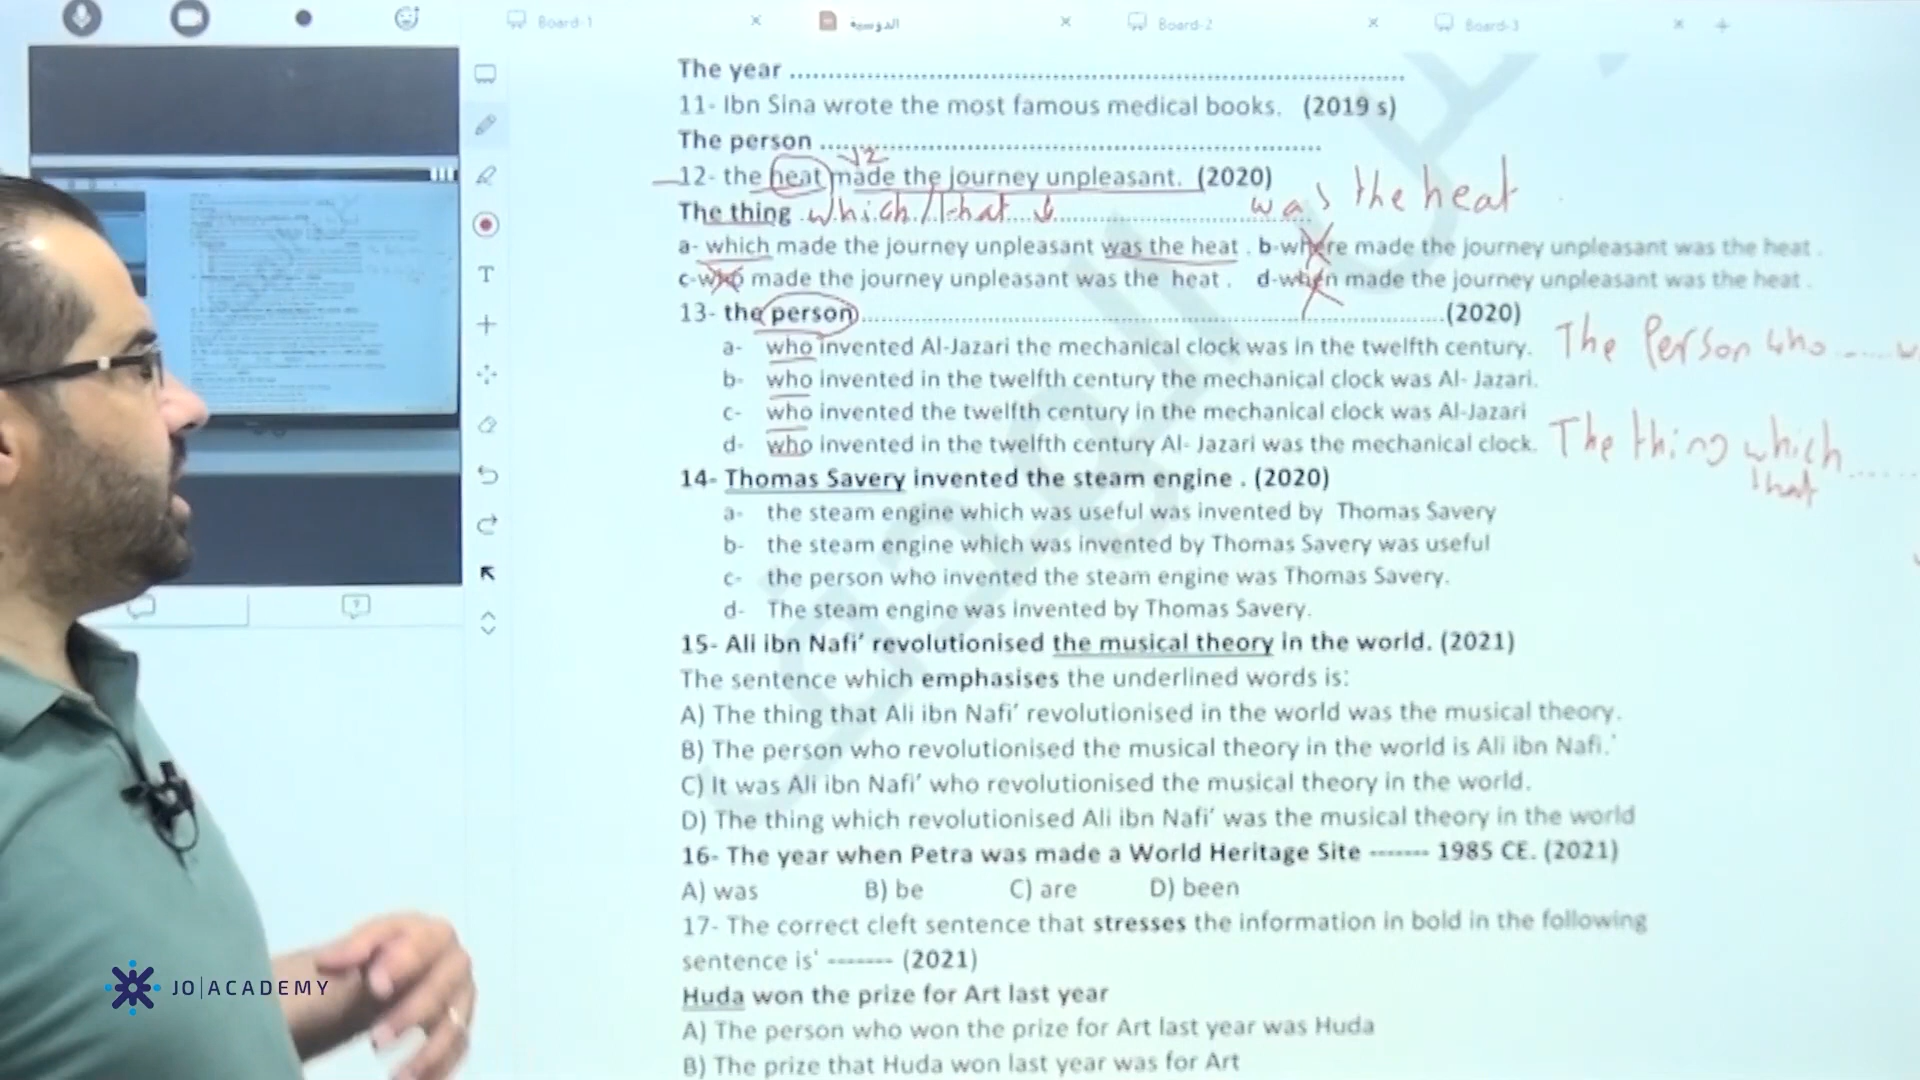 Board-1
الدوسية
Board-2
Board-3
The year ........................................................................
11- Ibn Sina wrote the most famous medical books. (2019 s)
The person ............................................................
√2
12- the heat made the journey unpleasant. (2020)
The thing which/that ........................ was the heat
a- which made the journey unpleasant was the heat . b-where made the journey unpleasant was the heat .
c-who made the journey unpleasant was the heat . d-when made the journey unpleasant was the heat .
13- the person........................................................................(2020)
a- who invented Al-Jazari the mechanical clock was in the twelfth century.
The Person who .... w
b- who invented in the twelfth century the mechanical clock was Al- Jazari.
c- who invented the twelfth century in the mechanical clock was Al-Jazari
d- who invented in the twelfth century Al- Jazari was the mechanical clock.
The thing which ......
that
14- Thomas Savery invented the steam engine . (2020)
a- the steam engine which was useful was invented by Thomas Savery
b- the steam engine which was invented by Thomas Savery was useful
c- the person who invented the steam engine was Thomas Savery.
d- The steam engine was invented by Thomas Savery.
15- Ali ibn Nafi' revolutionised the musical theory in the world. (2021)
The sentence which emphasises the underlined words is:
A) The thing that Ali ibn Nafi' revolutionised in the world was the musical theory.
B) The person who revolutionised the musical theory in the world is Ali ibn Nafi.'
C) It was Ali ibn Nafi' who revolutionised the musical theory in the world.
D) The thing which revolutionised Ali ibn Nafi' was the musical theory in the world
16- The year when Petra was made a World Heritage Site ------- 1985 CE. (2021)
A) was B) be C) are D) been
17- The correct cleft sentence that stresses the information in bold in the following
sentence is' ------- (2021)
Huda won the prize for Art last year
A) The person who won the prize for Art last year was Huda
B) The prize that Huda won last year was for Art
JO|ACADEMY